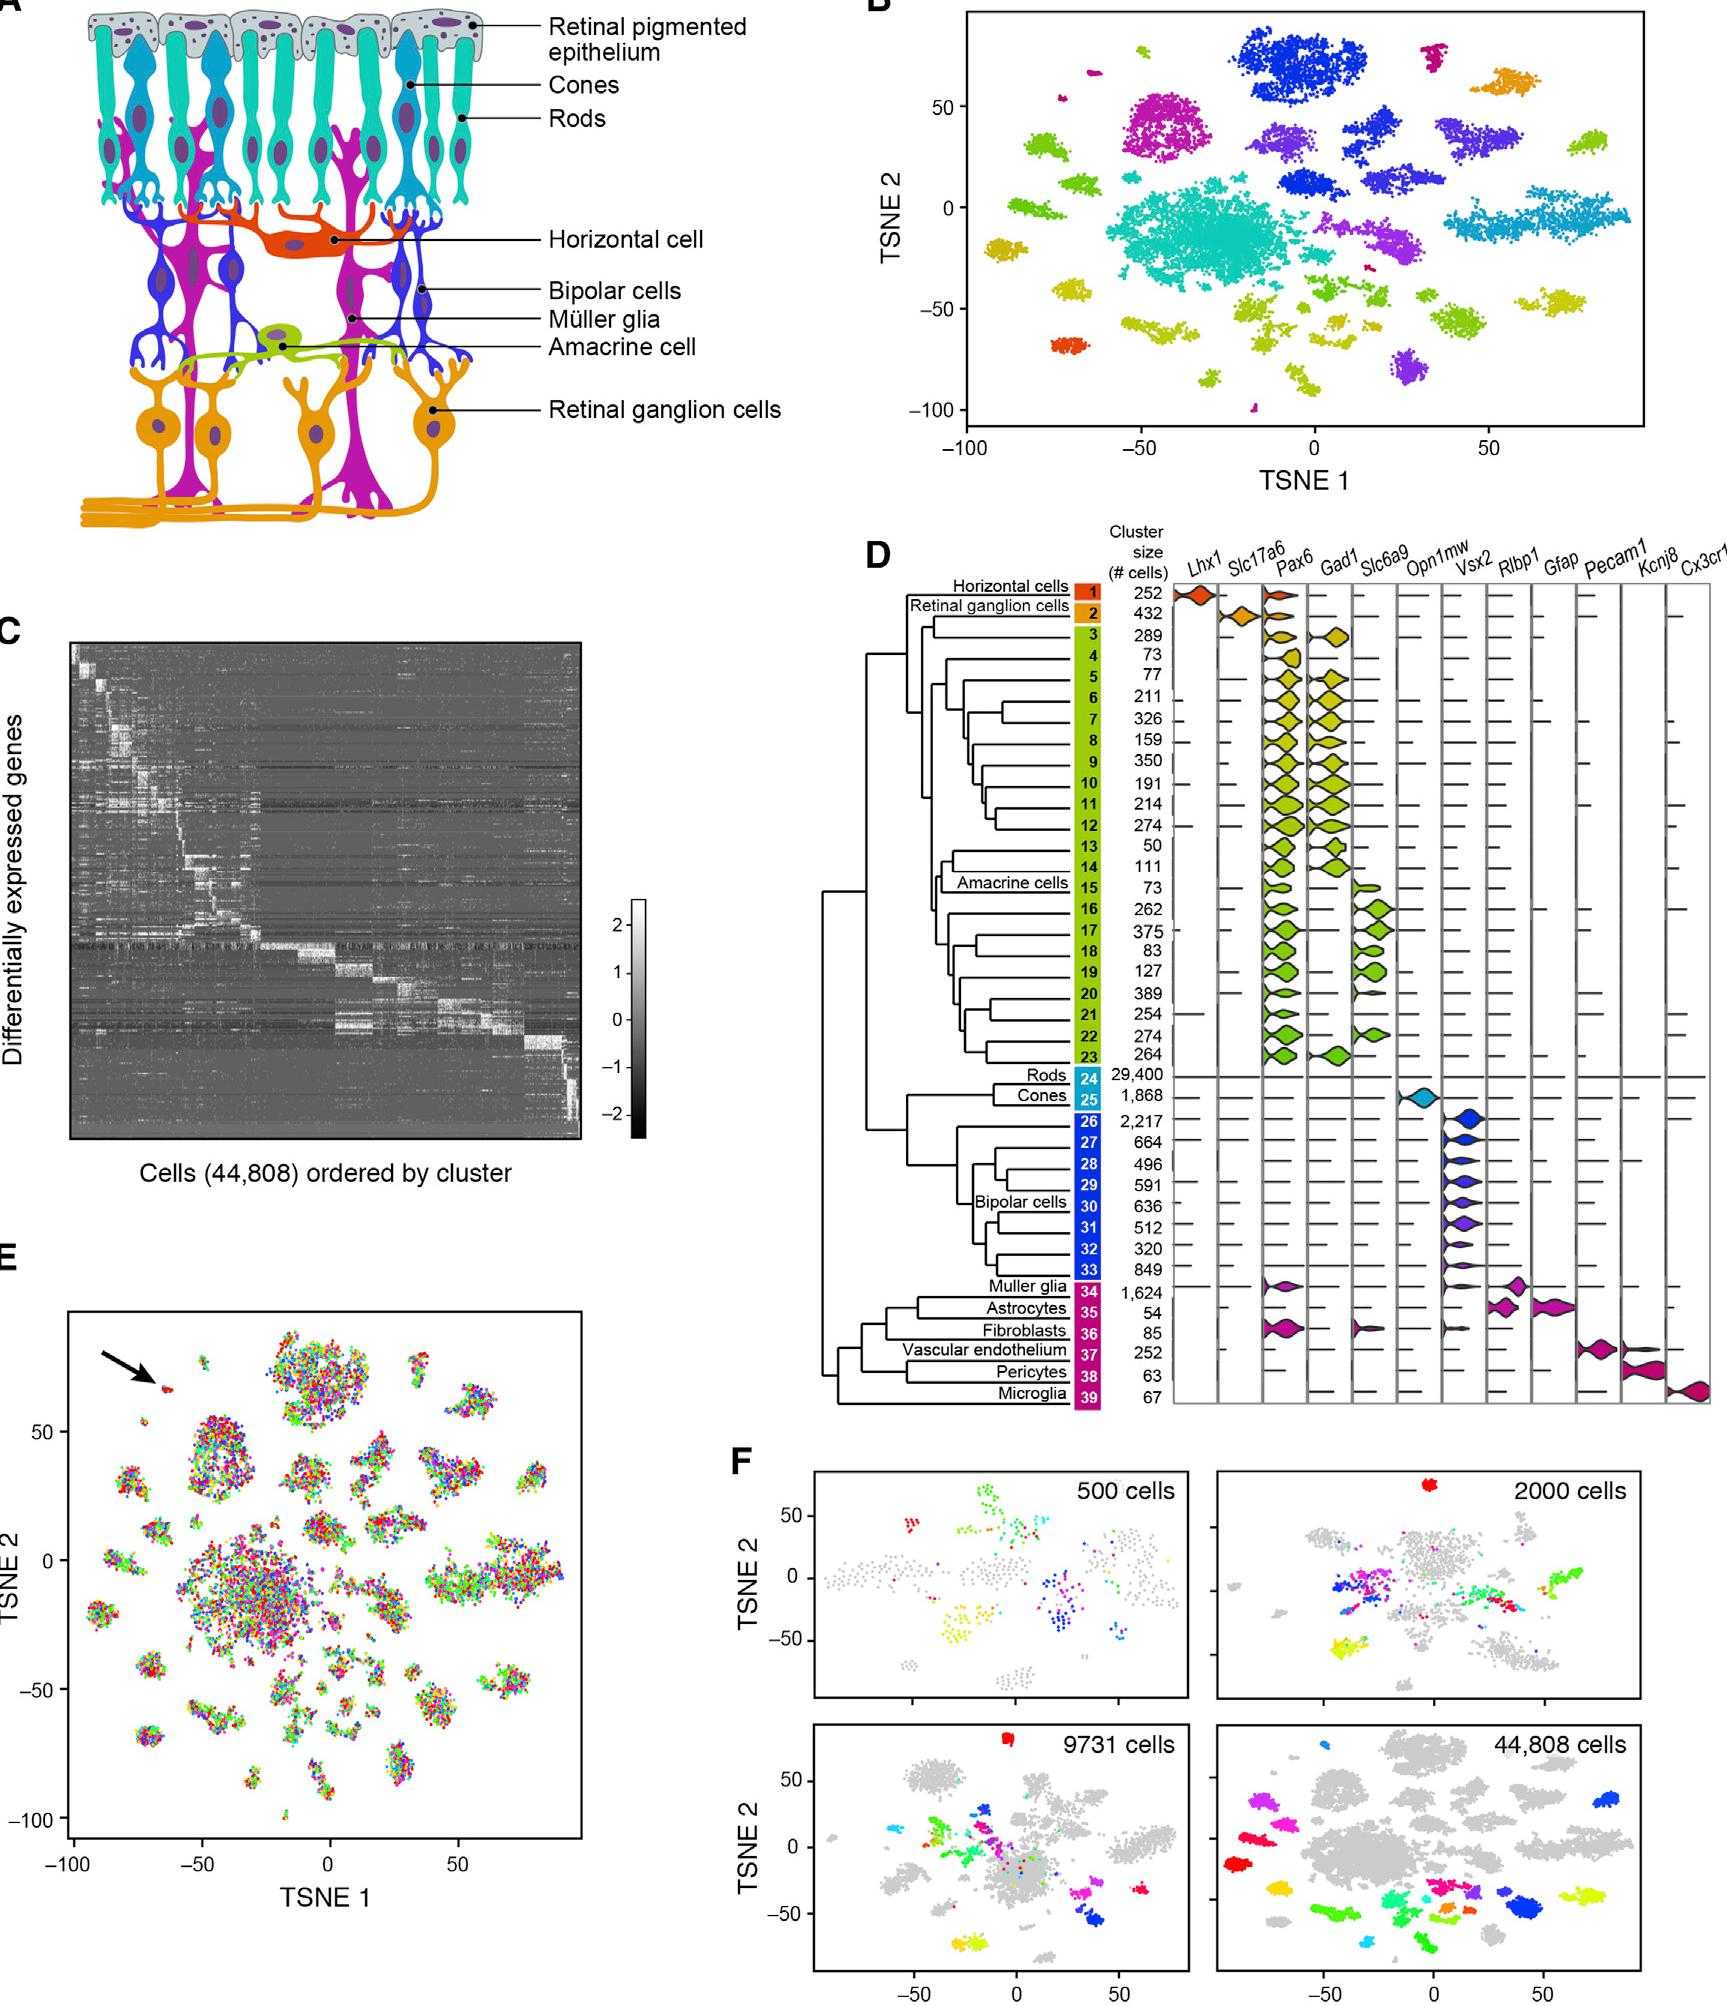 A
Retinal pigmented
epithelium
Cones
Rods
Horizontal cell
Bipolar cells
Müller glia
Amacrine cell
Retinal ganglion cells
B
TSNE 2
50
0
−50
−100
−100
−50
0
50
TSNE 1
C
Differentially expressed genes
2
1
0
−1
−2
Cells (44,808) ordered by cluster
D
Cluster
size
(# cells)
Lhx1
Slc17a6
Pax6
Gad1
Slc6a9
Opn1mw
Vsx2
Rlbp1
Gfap
Pecam1
Kcnj8
Cx3cr1
Horizontal cells 1 252
Retinal ganglion cells 2 432
3 289
4 73
5 77
6 211
7 326
8 159
9 350
10 191
11 214
12 274
13 50
14 111
Amacrine cells 15 73
16 262
17 375
18 83
19 127
20 389
21 254
22 274
23 264
Rods 24 29,400
Cones 25 1,868
26 2,217
27 664
28 496
29 591
Bipolar cells 30 636
31 512
32 320
33 849
Muller glia 34 1,624
Astrocytes 35 54
Fibroblasts 36 85
Vascular endothelium 37 252
Pericytes 38 63
Microglia 39 67
E
TSNE 2
50
0
−50
−100
−100
−50
0
50
TSNE 1
F
500 cells
2000 cells
TSNE 2
50
0
−50
9731 cells
44,808 cells
TSNE 2
50
0
−50
−50
0
50
−50
0
50